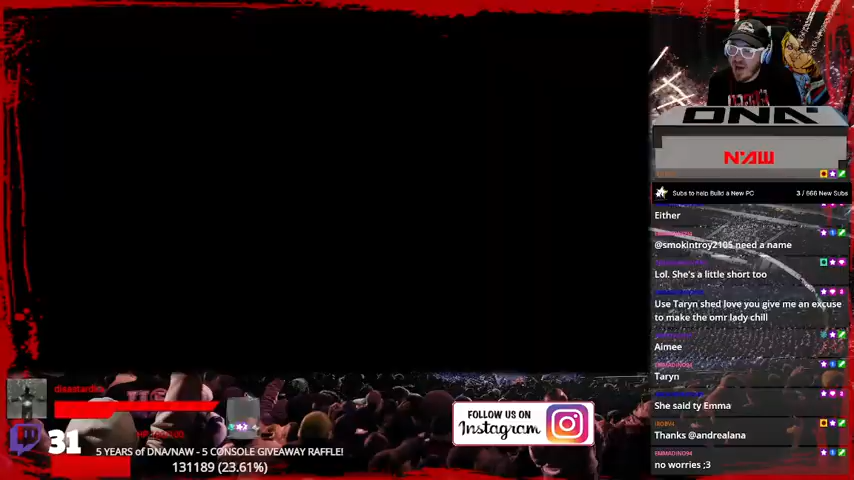 DNA
NAW
Subs to help Build a New PC
3 / 666 New Subs
Either
@smokintroy2105 need a name
Lol. She's a little short too
Use Taryn shed love you give me an excuse
to make the omr lady chill
Aimee
EMMADINO94
Taryn
She said ty Emma
Thanks @andrealana
EMMADINO94
no worries ;3
FOLLOW US ON
Instagram
31
5 YEARS of DNA/NAW - 5 CONSOLE GIVEAWAY RAFFLE!
131189 (23.61%)